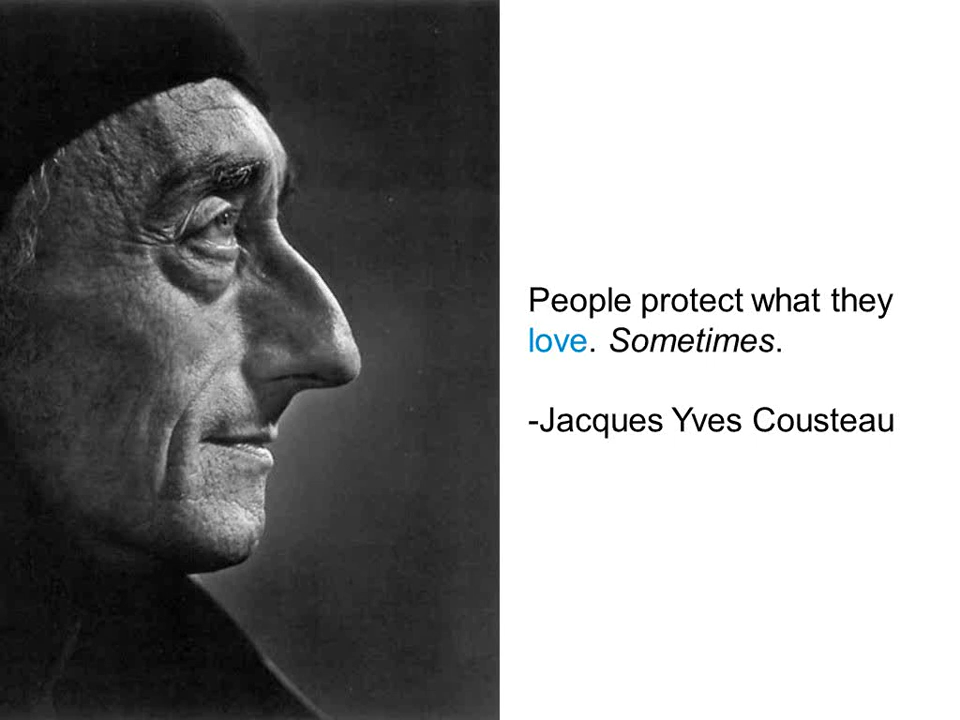 People protect what they
love. Sometimes.
-Jacques Yves Cousteau